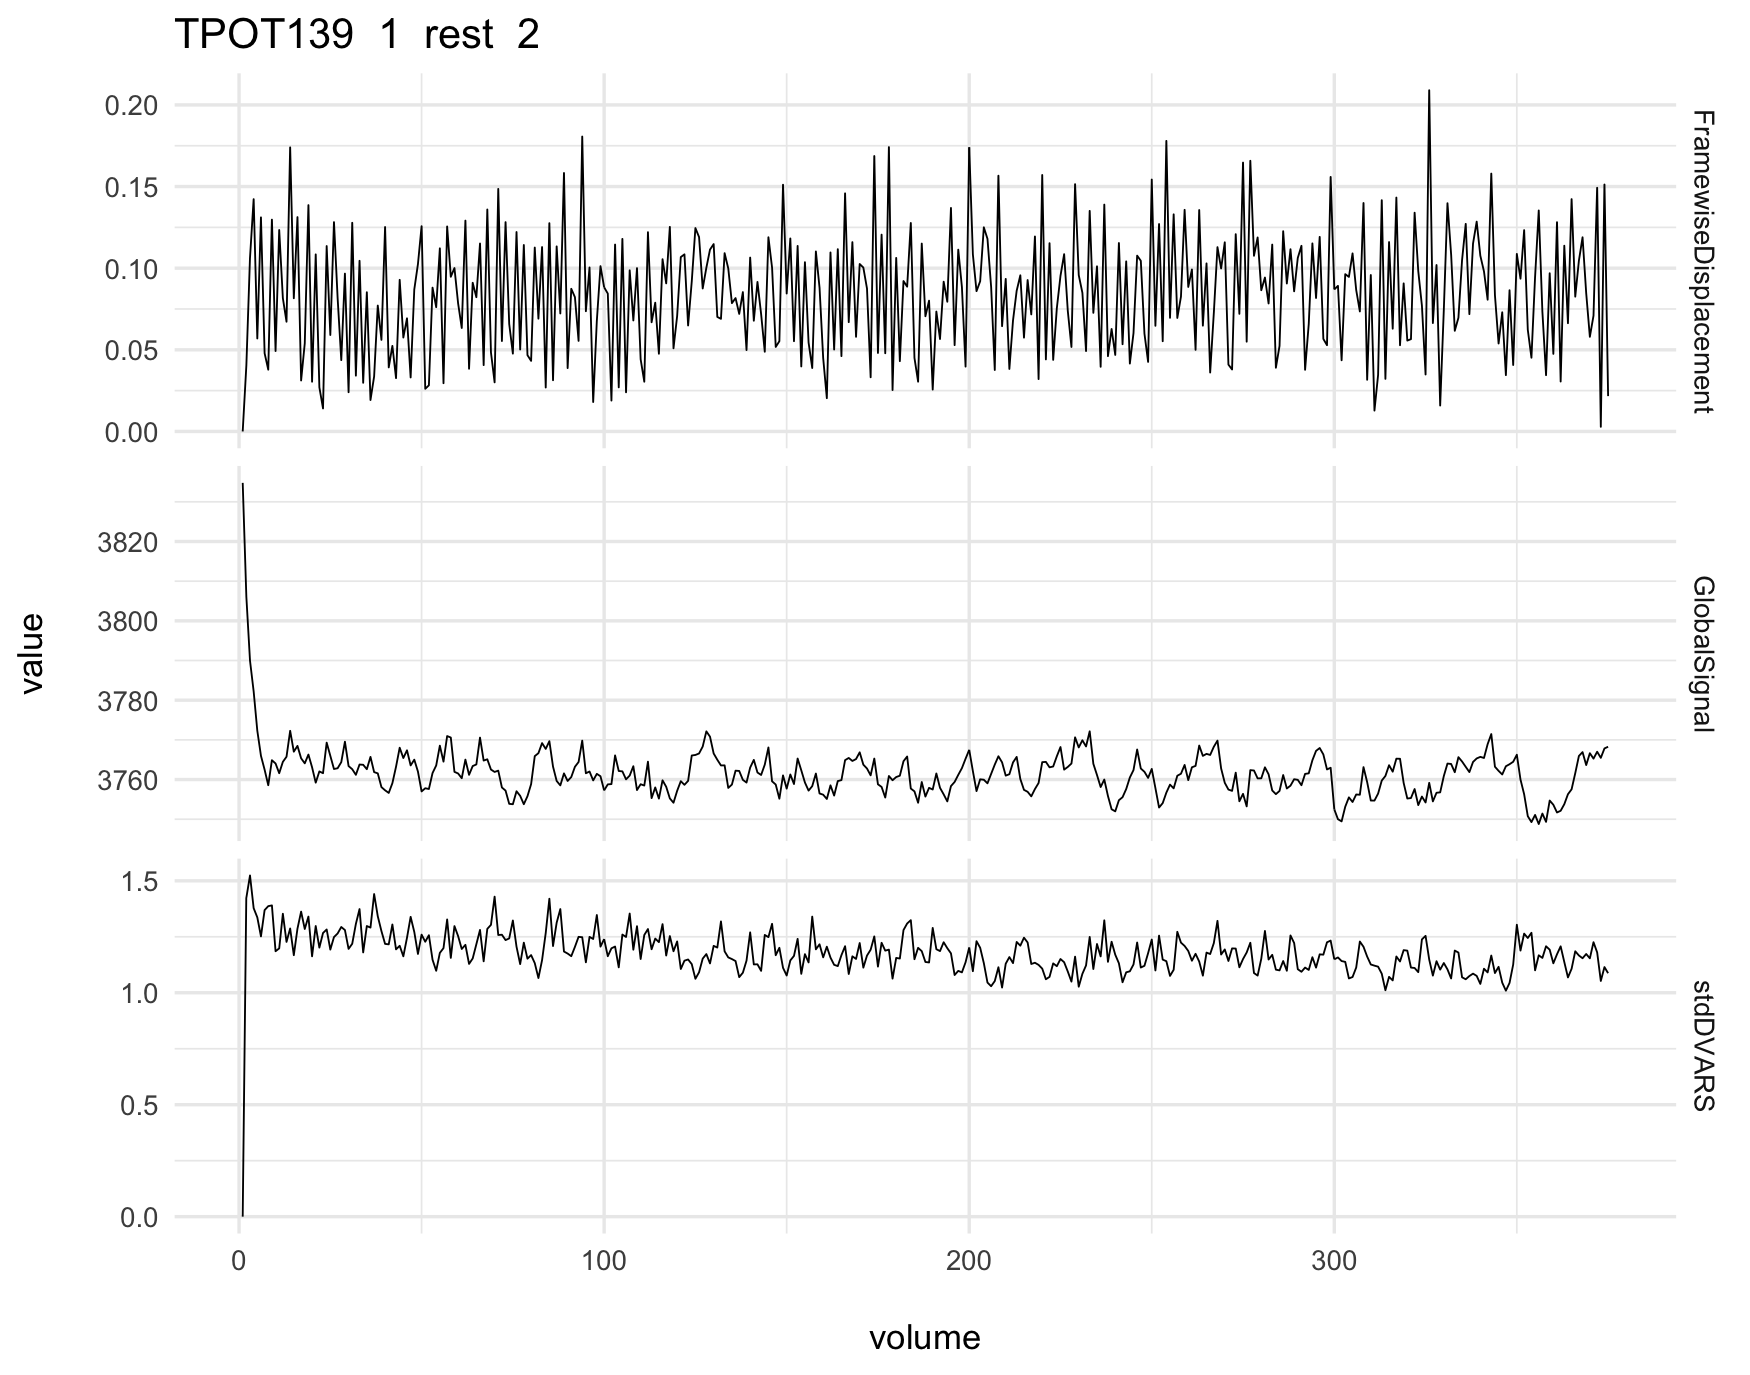 TPOT139 1 rest 2
0.20
0.15
0.10
0.05
0.00
FramewiseDisplacement
3820
3800
3780
3760
GlobalSignal
1.5
1.0
0.5
0.0
stdDVARS
value
0 100 200 300
volume